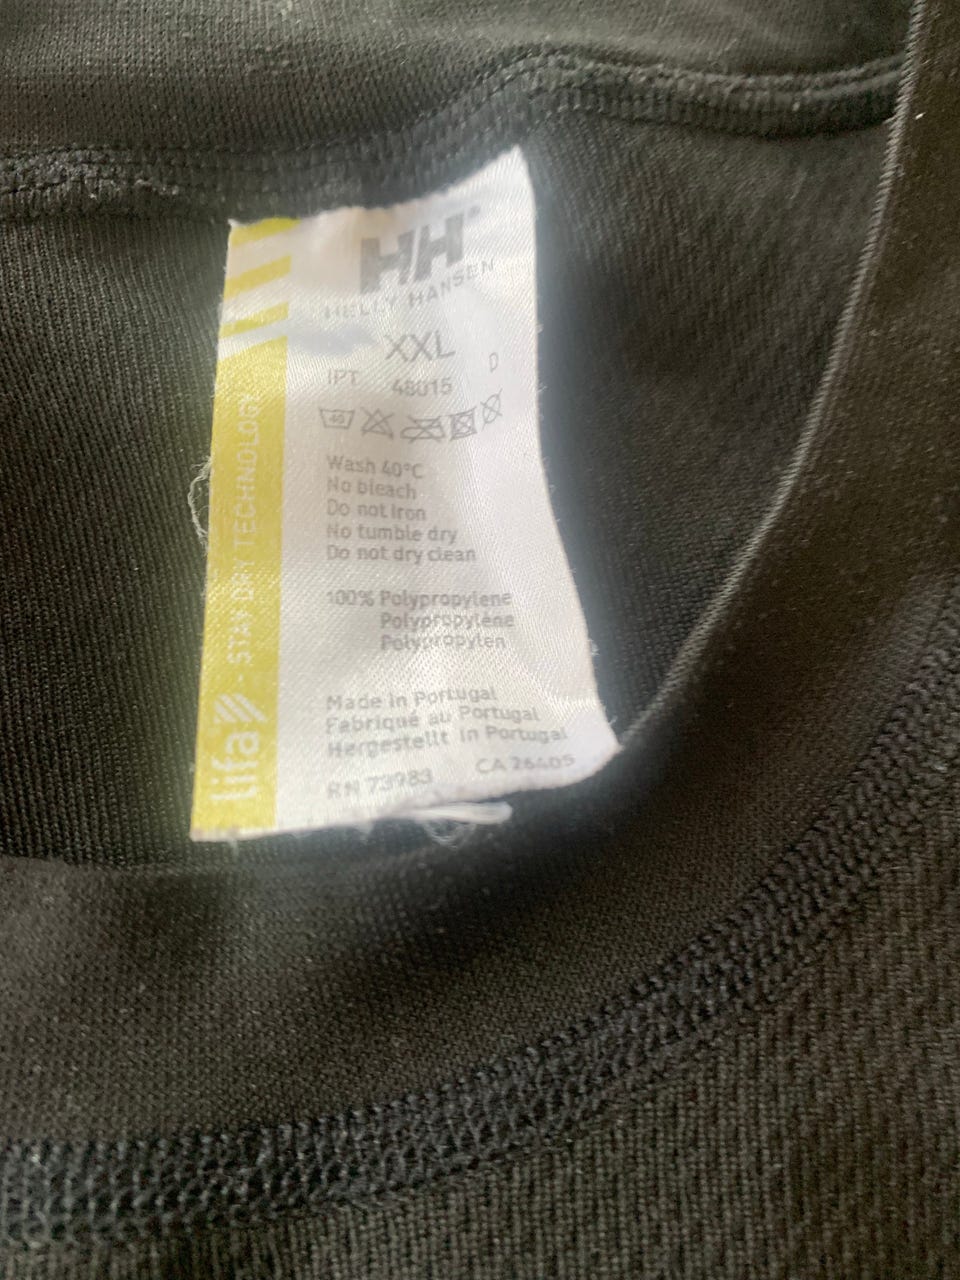 HH®
HELLY HANSEN
XXL
D
IPT 48015
40
Wash 40°C
No bleach
Do not iron
No tumble dry
Do not dry clean
100% Polypropylene
Polypropylène
Polypropylen
Made in Portugal
Fabriqué au Portugal
Hergestellt in Portugal
RN 73983 CA 26405
lifa - STAY DRY TECHNOLOGY